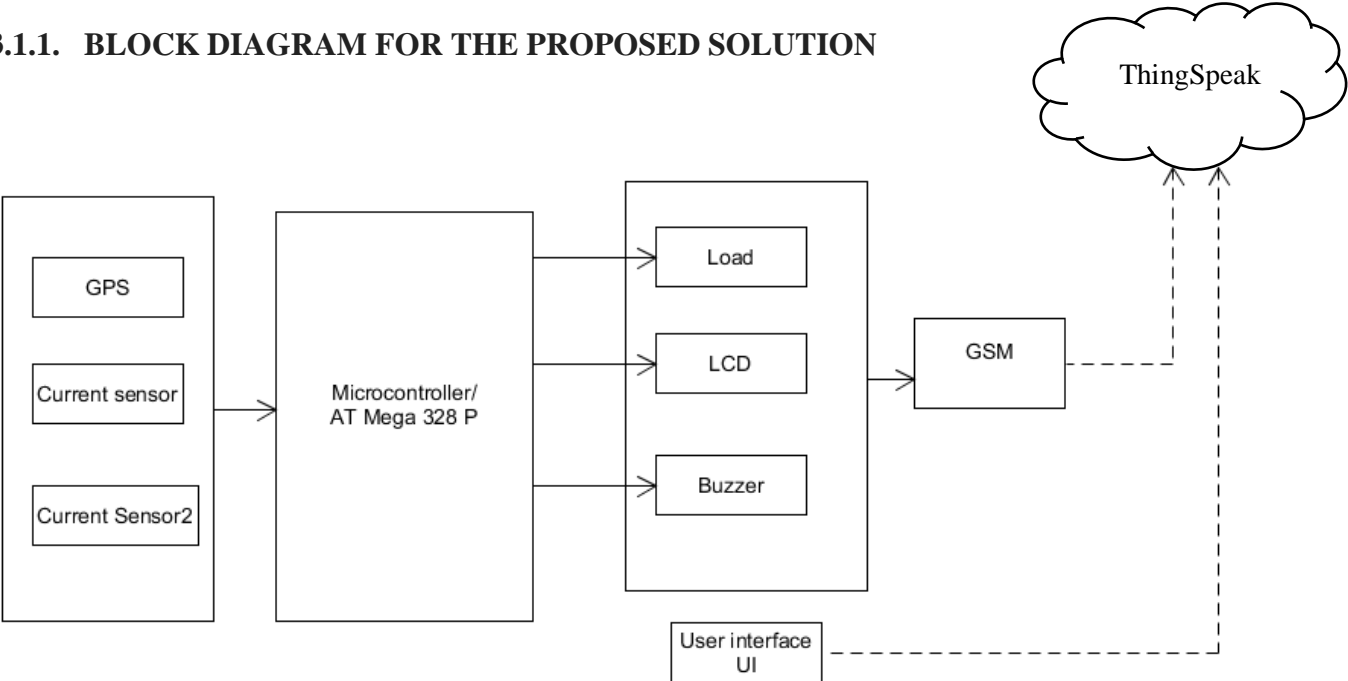 3.1.1. BLOCK DIAGRAM FOR THE PROPOSED SOLUTION
ThingSpeak
GPS
Current sensor
Current Sensor2
Microcontroller/
AT Mega 328 P
Load
LCD
Buzzer
GSM
User interface
UI